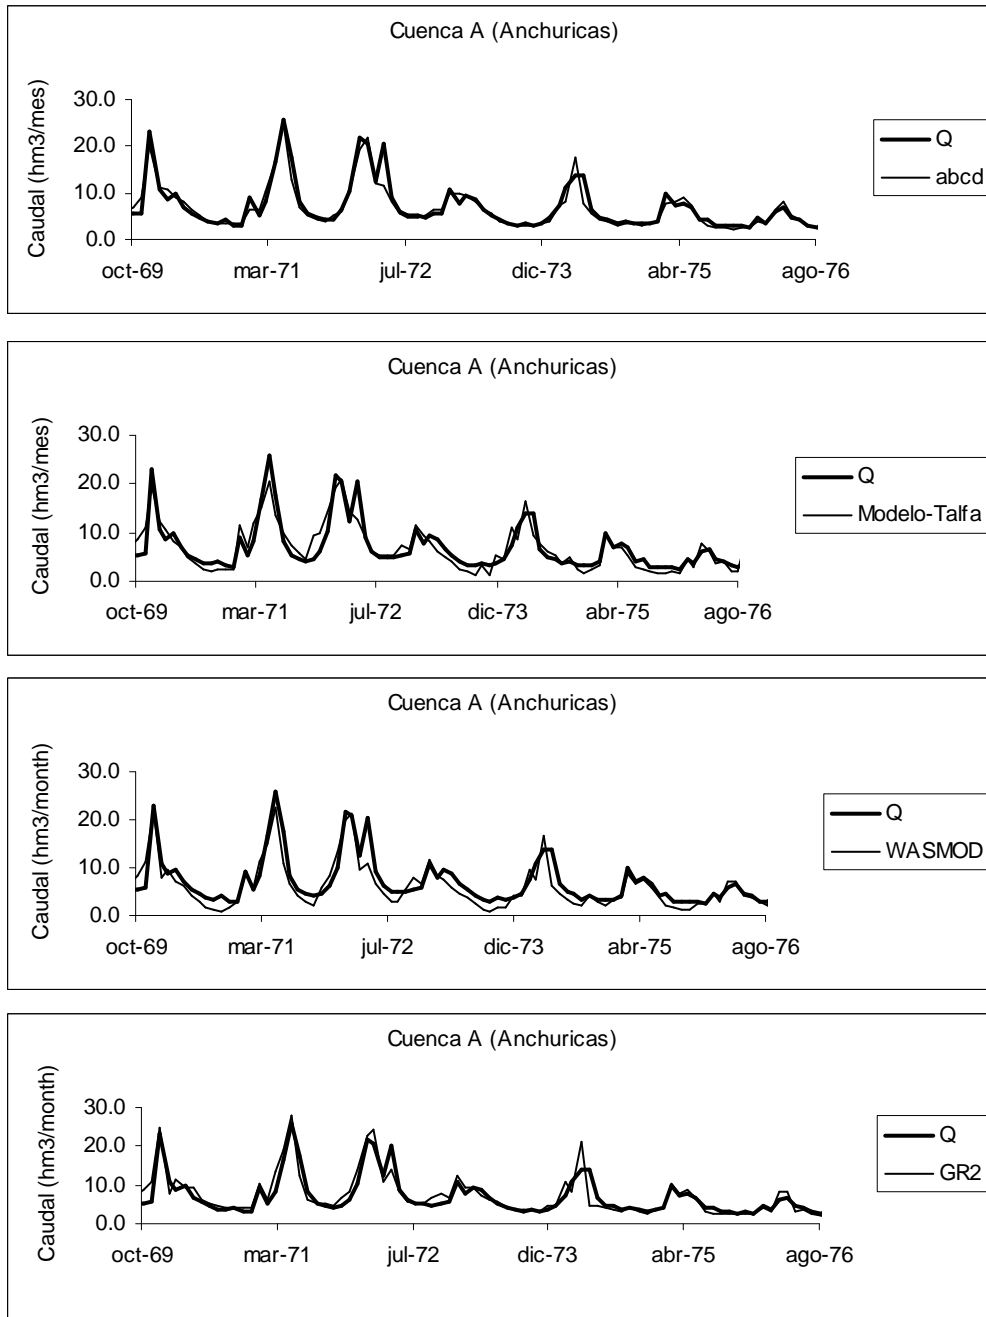 Cuenca A (Anchuricas)
Caudal (hm3/mes)
30.0
20.0
10.0
0.0
oct-69 mar-71 jul-72 dic-73 abr-75 ago-76
Q
abcd
Cuenca A (Anchuricas)
Caudal (hm3/mes)
30.0
20.0
10.0
0.0
oct-69 mar-71 jul-72 dic-73 abr-75 ago-76
Q
Modelo-Talfa
Cuenca A (Anchuricas)
Caudal (hm3/month)
30.0
20.0
10.0
0.0
oct-69 mar-71 jul-72 dic-73 abr-75 ago-76
Q
WASMOD
Cuenca A (Anchuricas)
Caudal (hm3/month)
30.0
20.0
10.0
0.0
oct-69 mar-71 jul-72 dic-73 abr-75 ago-76
Q
GR2